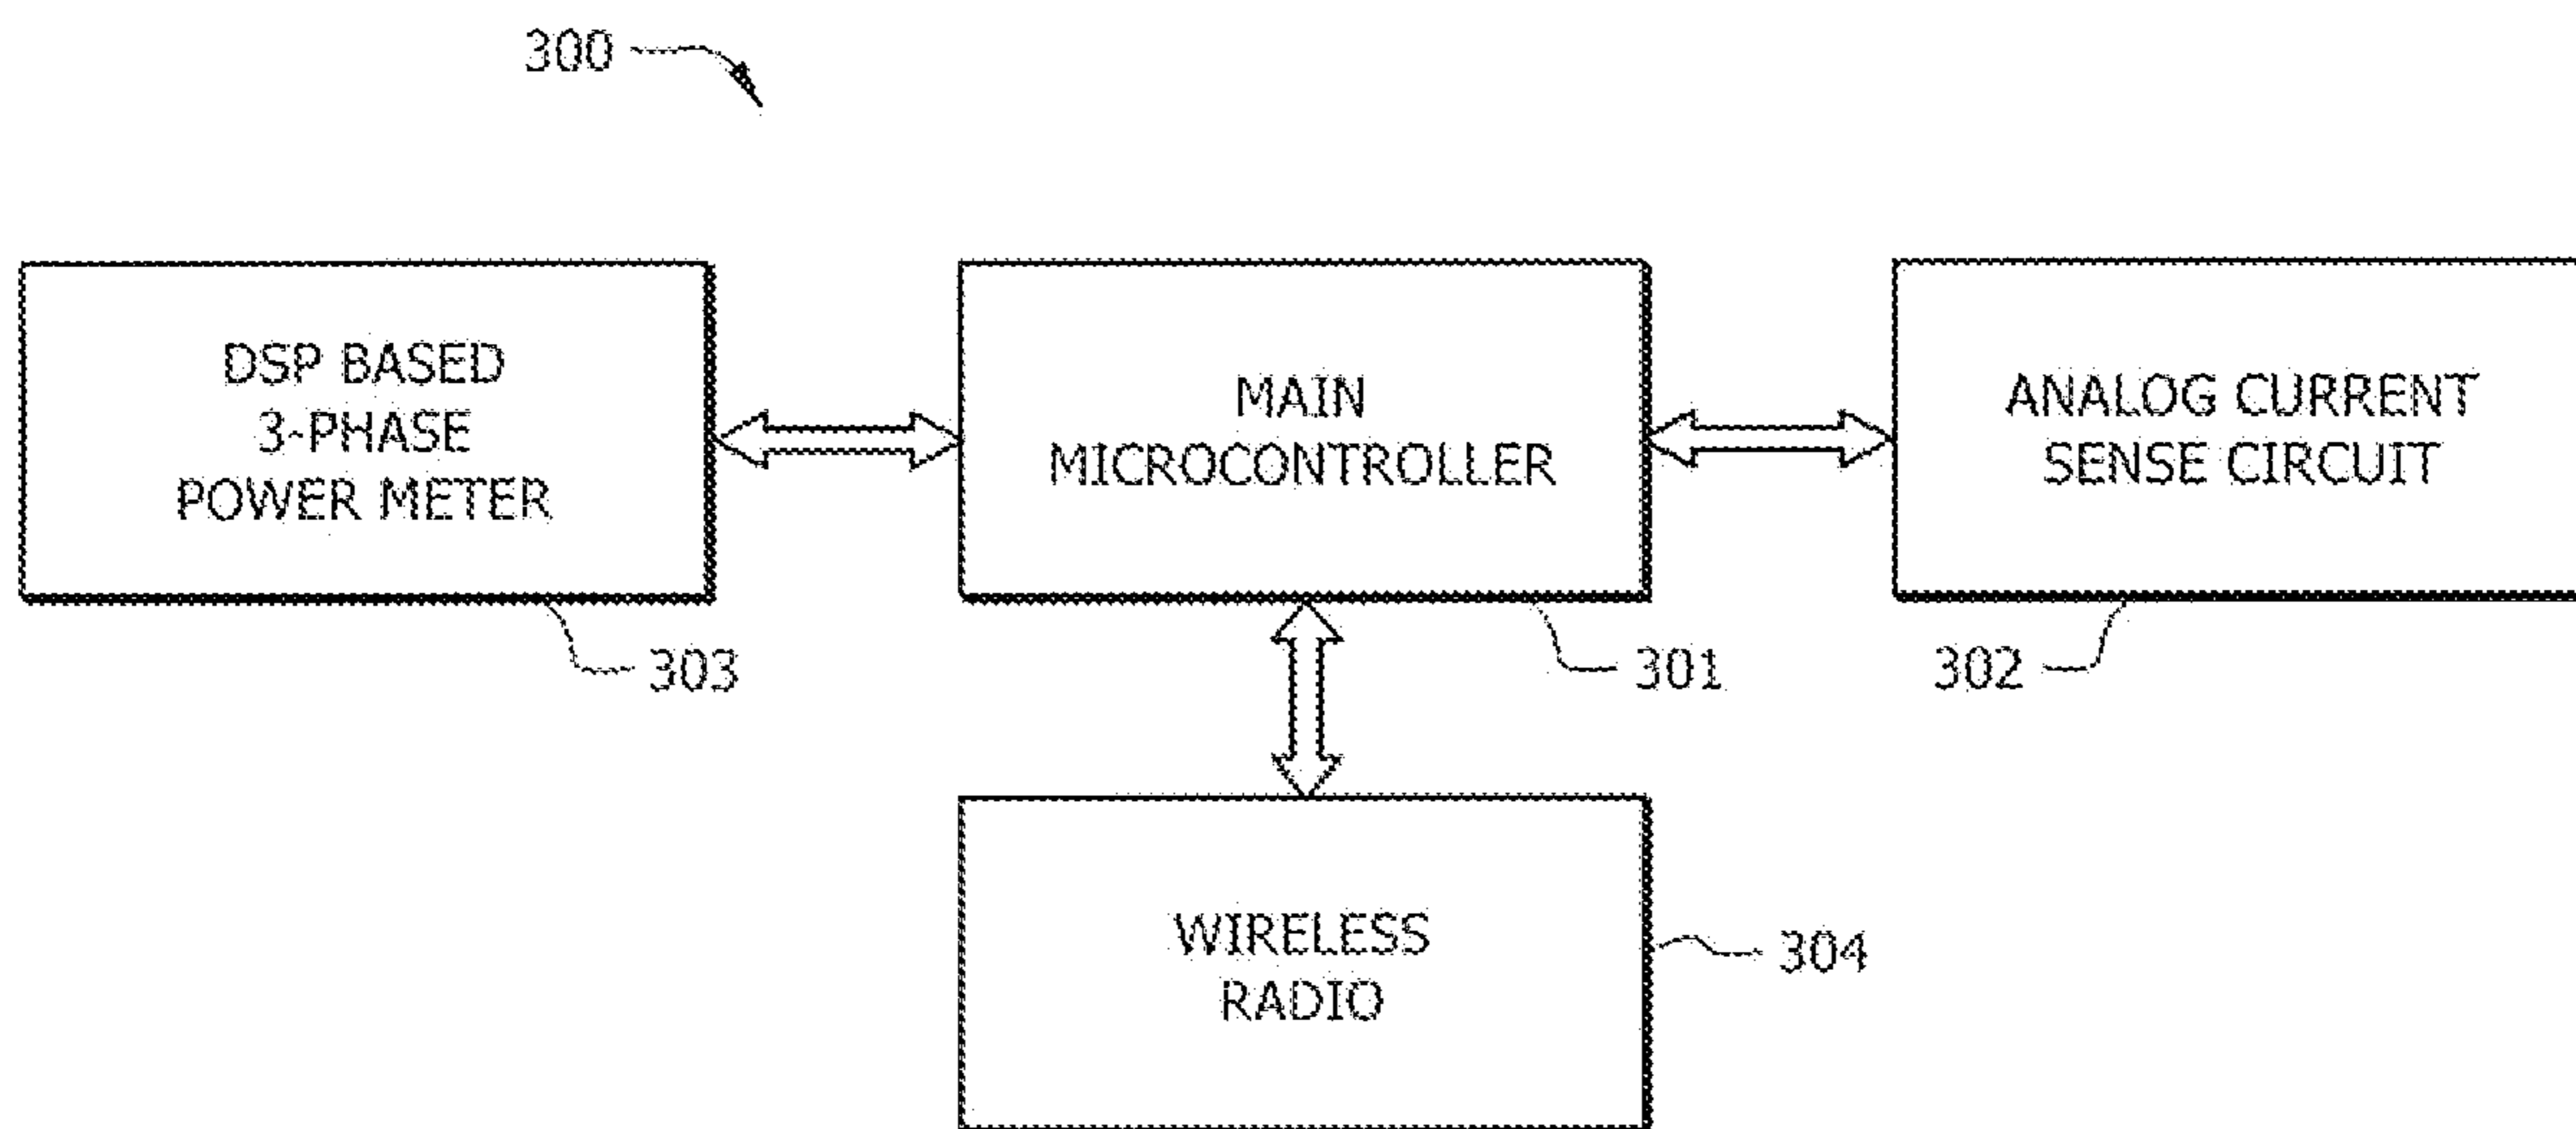 300
DSP BASED
3-PHASE
POWER METER
MAIN
MICROCONTROLLER
ANALOG CURRENT
SENSE CIRCUIT
303
301
302
WIRELESS
RADIO
304